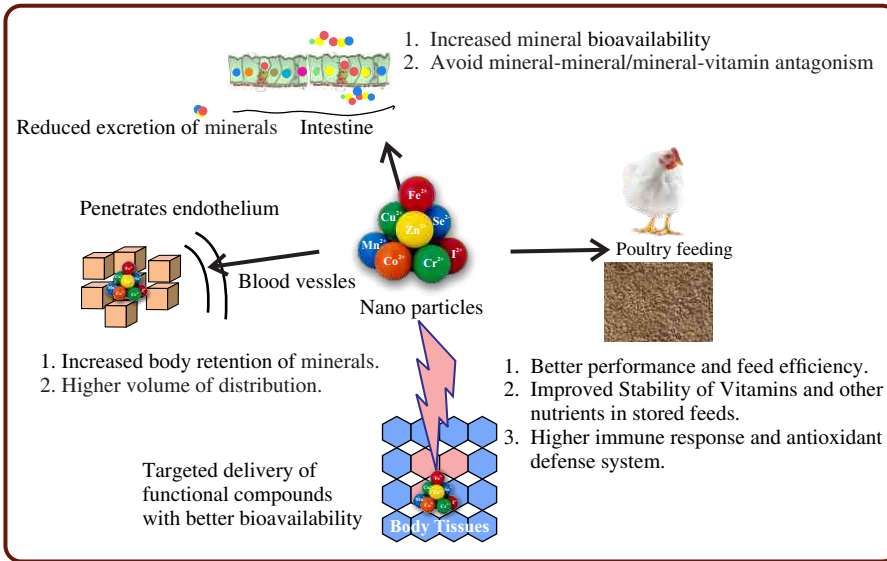 1. Increased mineral bioavailability
2. Avoid mineral-mineral/mineral-vitamin antagonism
Reduced excretion of minerals
Intestine
Penetrates endothelium
Blood vessles
Fe2+
Cu2+
Se2-
Zn2+
Mn2+
I2+
Co2+
Cr2+
Nano particles
Poultry feeding
1. Increased body retention of minerals.
2. Higher volume of distribution.
1. Better performance and feed efficiency.
2. Improved Stability of Vitamins and other
nutrients in stored feeds.
3. Higher immune response and antioxidant
defense system.
Targeted delivery of
functional compounds
with better bioavailability
Body Tissues